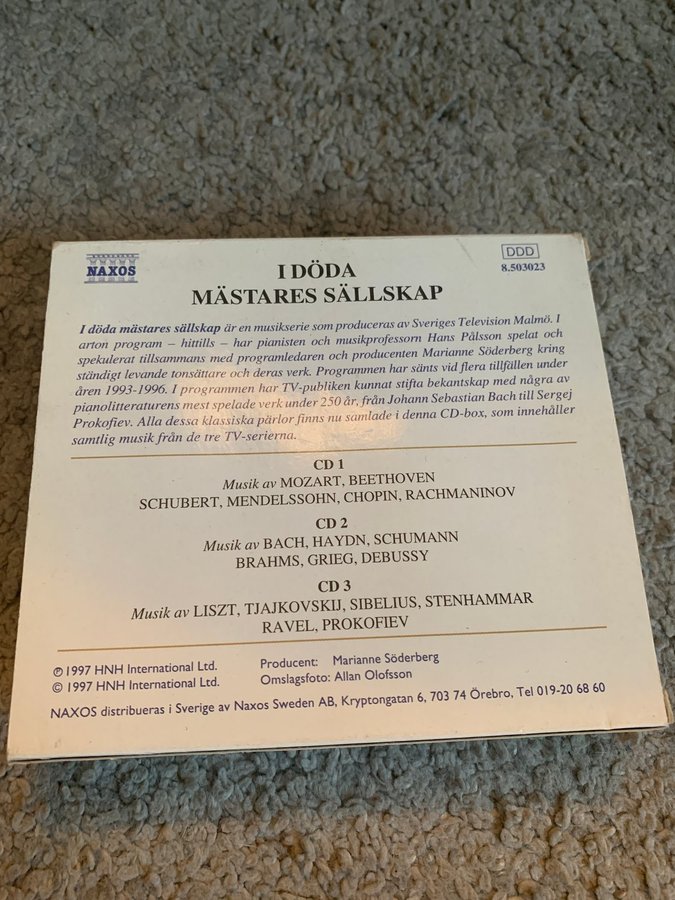 NAXOS
DDD
8.503023
I DÖDA
MÄSTARES SÄLLSKAP
I döda mästares sällskap är en musikserie som produceras av Sveriges Television Malmö. I
arton program – hittills – har pianisten och musikprofessorn Hans Pålsson spelat och
spekulerat tillsammans med programledaren och producenten Marianne Söderberg kring
ständigt levande tonsättare och deras verk. Programmen har sänts vid flera tillfällen under
åren 1993-1996. I programmen har TV-publiken kunnat stifta bekantskap med några av
pianolitteraturens mest spelade verk under 250 år, från Johann Sebastian Bach till Sergej
Prokofiev. Alla dessa klassiska pärlor finns nu samlade i denna CD-box, som innehåller
samtlig musik från de tre TV-serierna.
CD 1
Musik av MOZART, BEETHOVEN
SCHUBERT, MENDELSSOHN, CHOPIN, RACHMANINOV
CD 2
Musik av BACH, HAYDN, SCHUMANN
BRAHMS, GRIEG, DEBUSSY
CD 3
Musik av LISZT, TJAJKOVSKIJ, SIBELIUS, STENHAMMAR
RAVEL, PROKOFIEV
℗ 1997 HNH International Ltd.
© 1997 HNH International Ltd.
Producent: Marianne Söderberg
Omslagsfoto: Allan Olofsson
NAXOS distribueras i Sverige av Naxos Sweden AB, Kryptongatan 6, 703 74 Örebro, Tel 019-20 68 60